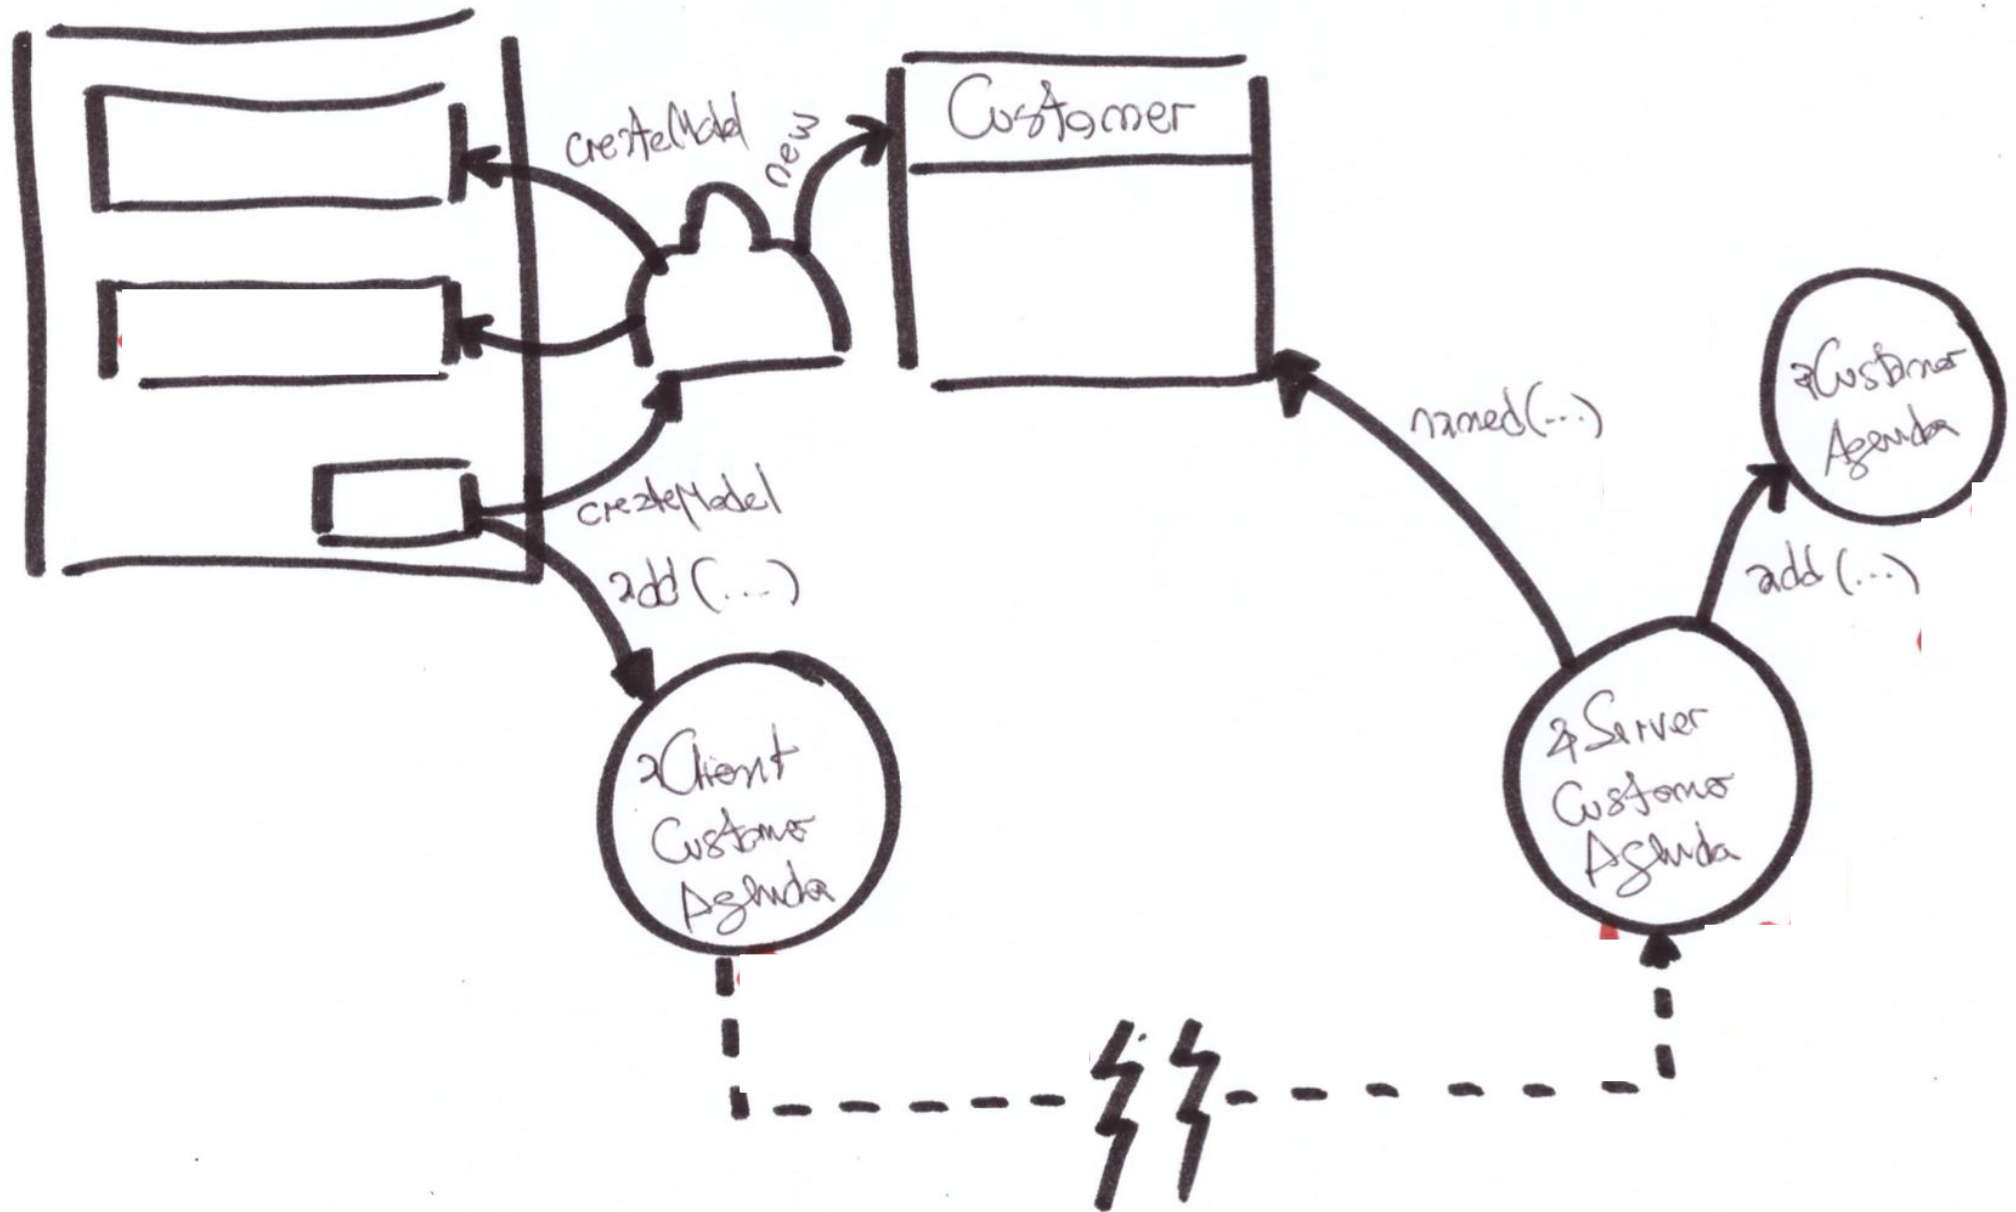 createModel
new
Customer
named(...)
aCustomer
Agenda
createModel
add(...)
add(...)
aClient
Customer
Agenda
aServer
Customer
Agenda